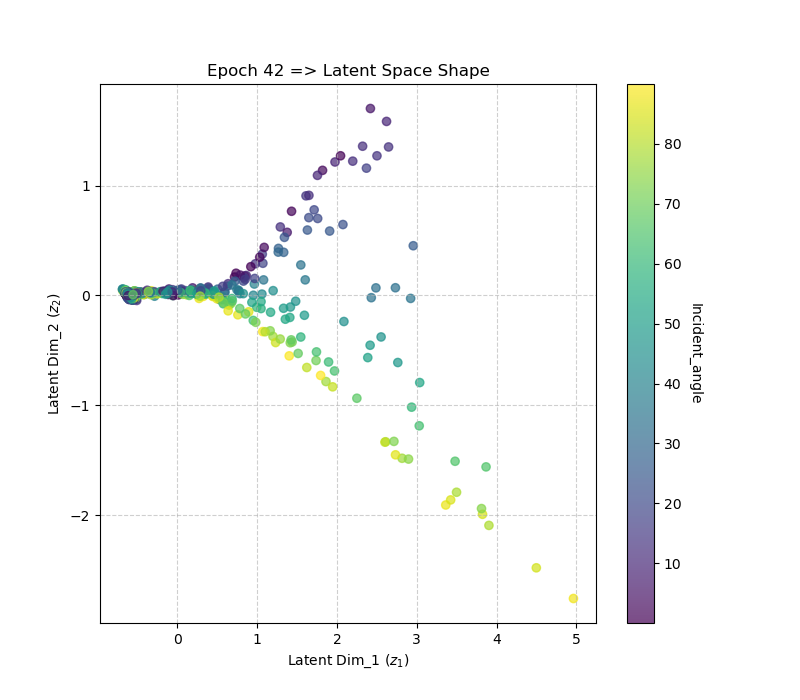 Epoch 42 => Latent Space Shape
Latent Dim_2 (z₂)
1
0
−1
−2
0 1 2 3 4 5
Latent Dim_1 (z₁)
80
70
60
50
40
30
20
10
Incident_angle